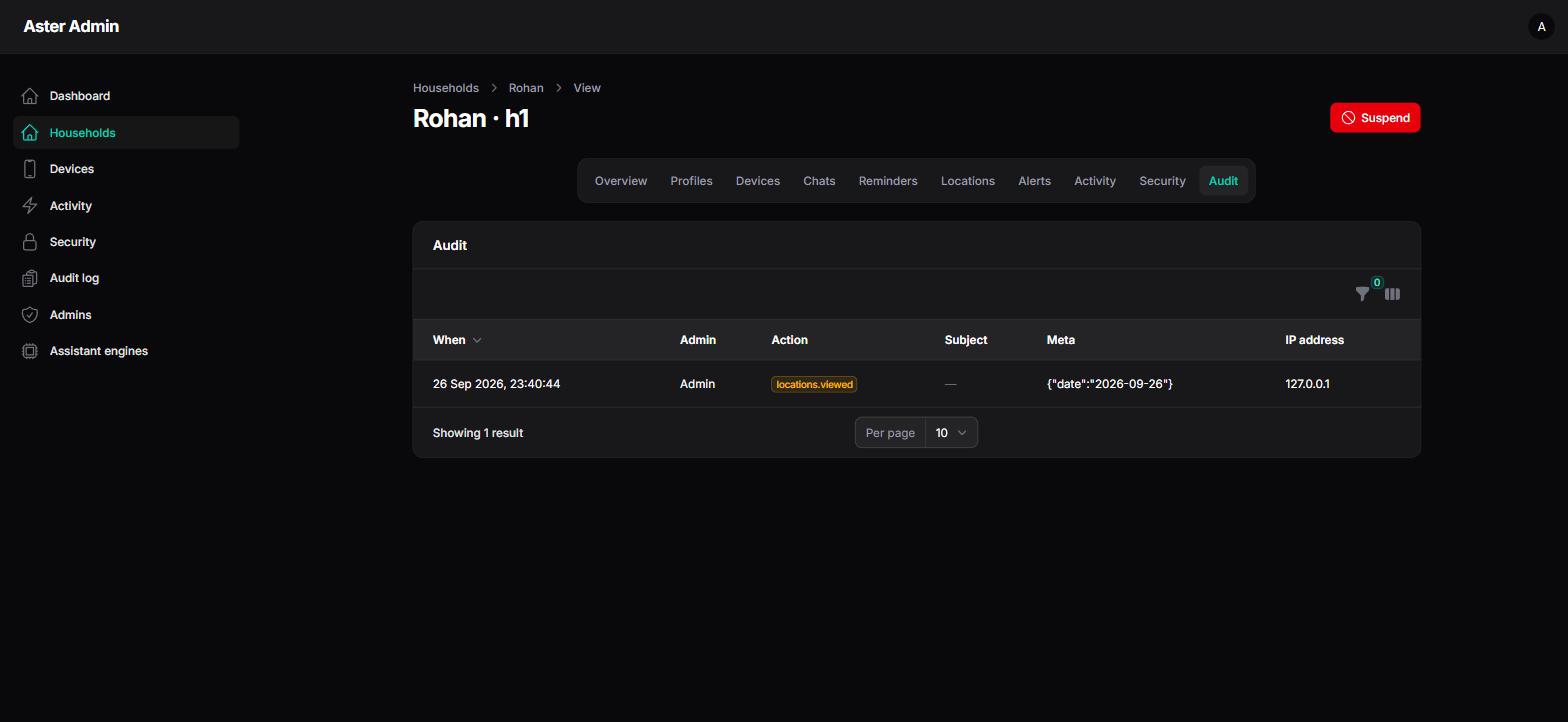 Aster Admin
A
Dashboard
Households
Devices
Activity
Security
Audit log
Admins
Assistant engines
Households > Rohan > View
Rohan · h1
Suspend
Overview Profiles Devices Chats Reminders Locations Alerts Activity Security Audit
Audit
0
When Admin Action Subject Meta IP address
26 Sep 2026, 23:40:44 Admin locations.viewed — {"date":"2026-09-26"} 127.0.0.1
Showing 1 result Per page 10